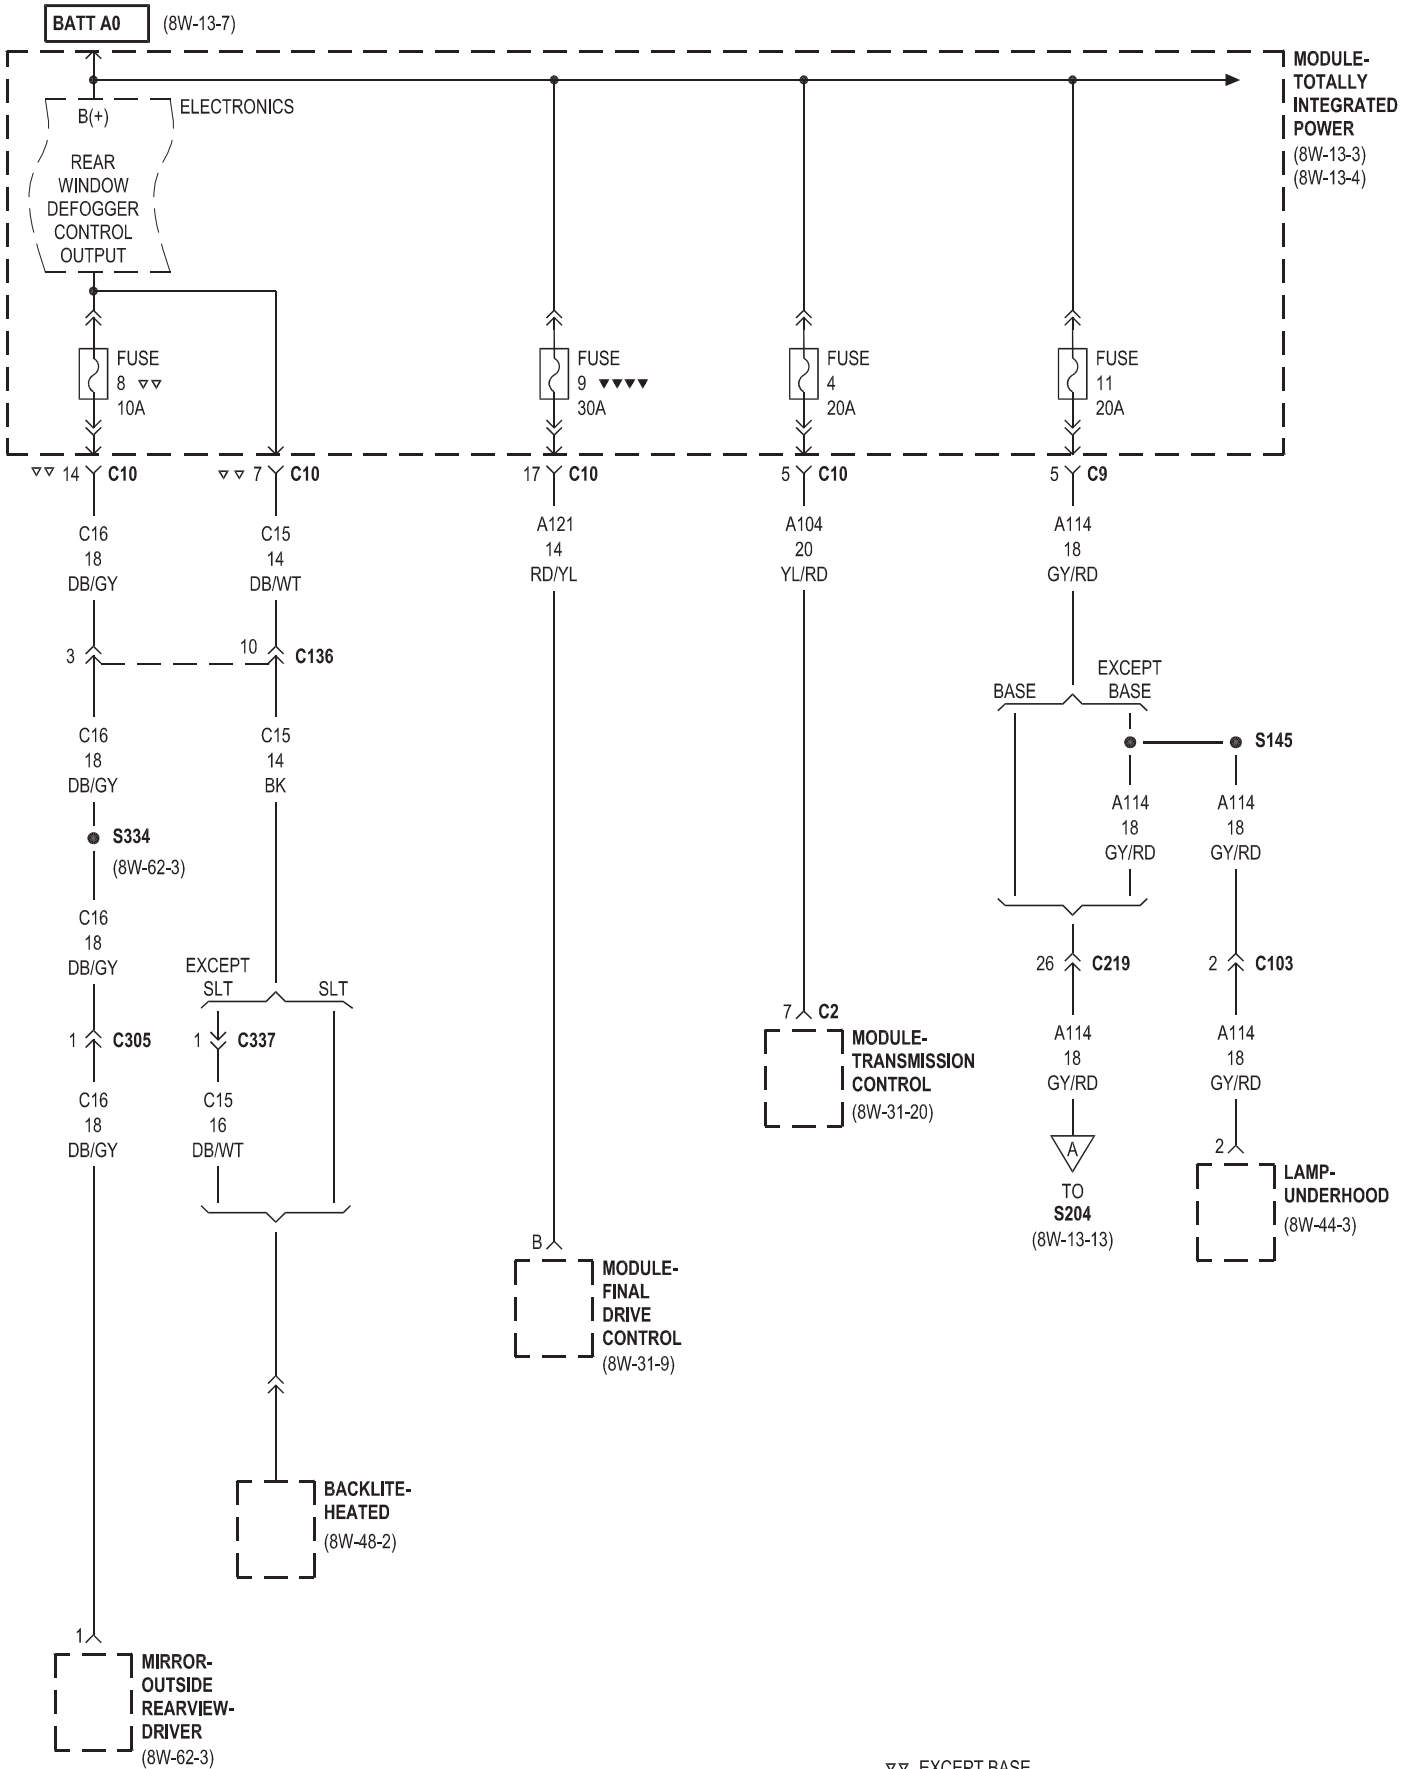 BATT A0 (8W-13-7)
MODULE-
TOTALLY
INTEGRATED
POWER
(8W-13-3)
(8W-13-4)
ELECTRONICS
B(+)
REAR
WINDOW
DEFOGGER
CONTROL
OUTPUT
FUSE
8 ▽▽
10A
FUSE
9 ▼▼▼▼
30A
FUSE
4
20A
FUSE
11
20A
▽▽ 14 C10
▽▽ 7 C10
17 C10
5 C10
5 C9
C16
18
DB/GY
C15
14
DB/WT
A121
14
RD/YL
A104
20
YL/RD
A114
18
GY/RD
3
10 C136
BASE
EXCEPT
BASE
C16
18
DB/GY
C15
14
BK
S145
A114
18
GY/RD
A114
18
GY/RD
S334
(8W-62-3)
C16
18
DB/GY
EXCEPT
SLT
SLT
26 C219
2 C103
1 C305
1 C337
7 C2
MODULE-
TRANSMISSION
CONTROL
(8W-31-20)
A114
18
GY/RD
A114
18
GY/RD
C16
18
DB/GY
C15
16
DB/WT
A
TO
S204
(8W-13-13)
2
LAMP-
UNDERHOOD
(8W-44-3)
B
MODULE-
FINAL
DRIVE
CONTROL
(8W-31-9)
BACKLITE-
HEATED
(8W-48-2)
1
MIRROR-
OUTSIDE
REARVIEW-
DRIVER
(8W-62-3)
▽▽ EXCEPT BASE